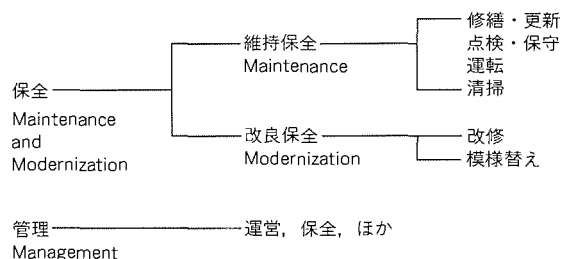 修繕・更新
維持保全
点検・保守
Maintenance
運転
保全
清掃
Maintenance
and
Modernization
改良保全
改修
Modernization
模様替え
管理
運営，保全，ほか
Management